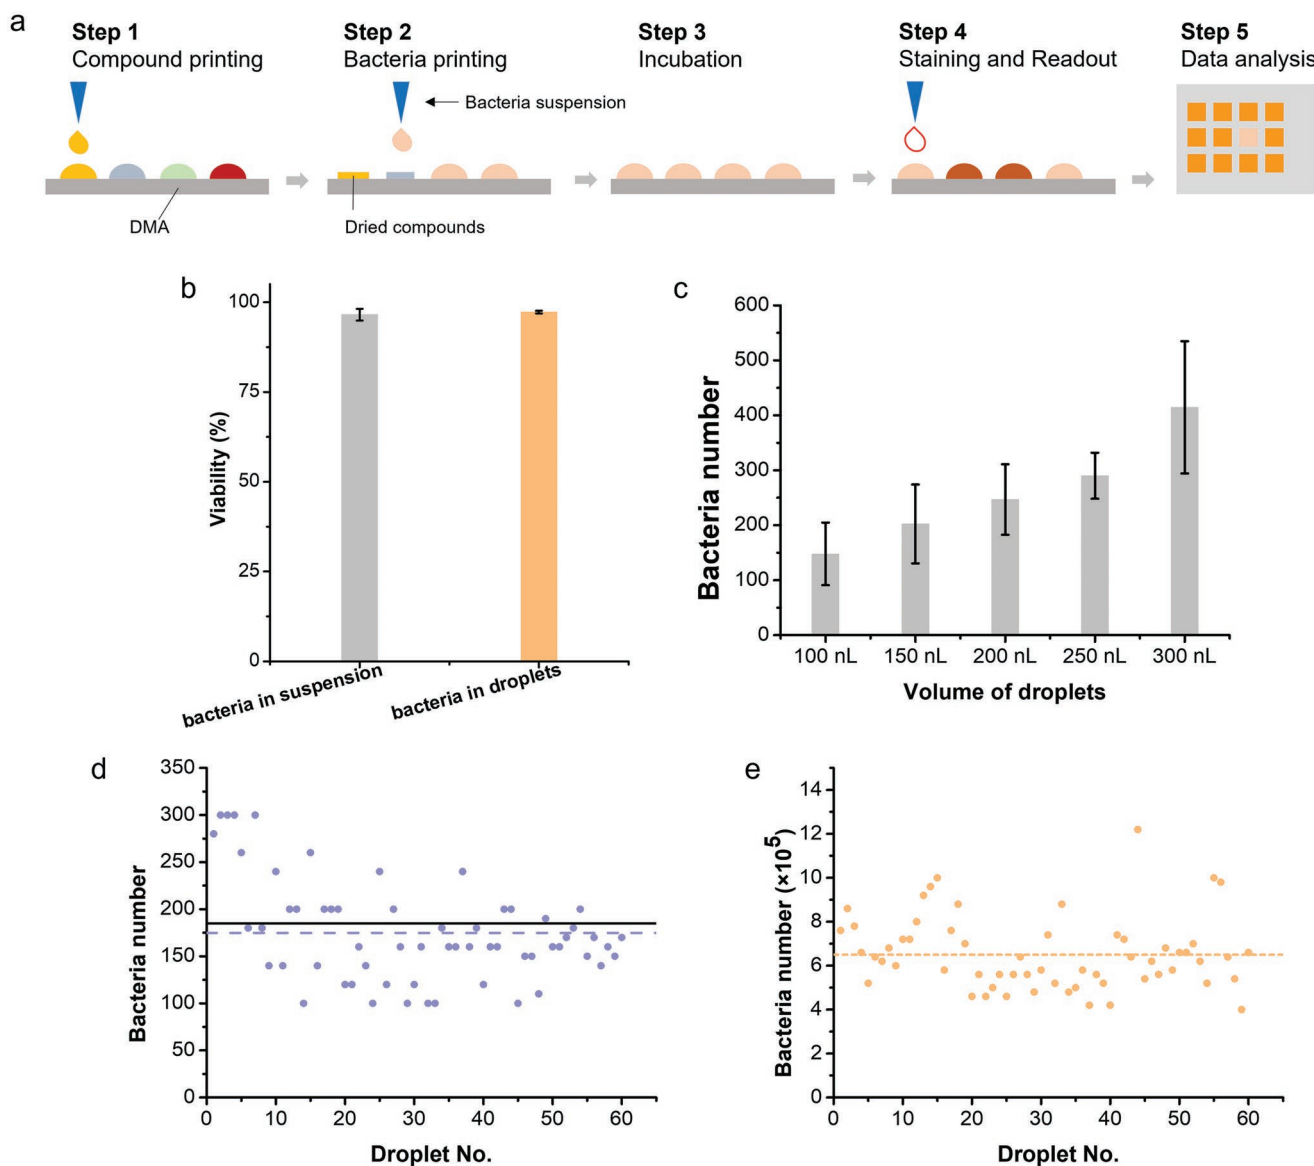 a
Step 1
Compound printing
Step 2
Bacteria printing
Step 3
Incubation
Step 4
Staining and Readout
Step 5
Data analysis
Bacteria suspension
DMA
Dried compounds
b
Viability (%)
100
75
50
25
0
bacteria in suspension
bacteria in droplets
c
Bacteria number
600
500
400
300
200
100
0
100 nL
150 nL
200 nL
250 nL
300 nL
Volume of droplets
d
Bacteria number
350
300
250
200
150
100
50
0
0 10 20 30 40 50 60
Droplet No.
e
Bacteria number (×10⁵)
14
12
10
8
6
4
2
0
0 10 20 30 40 50 60
Droplet No.